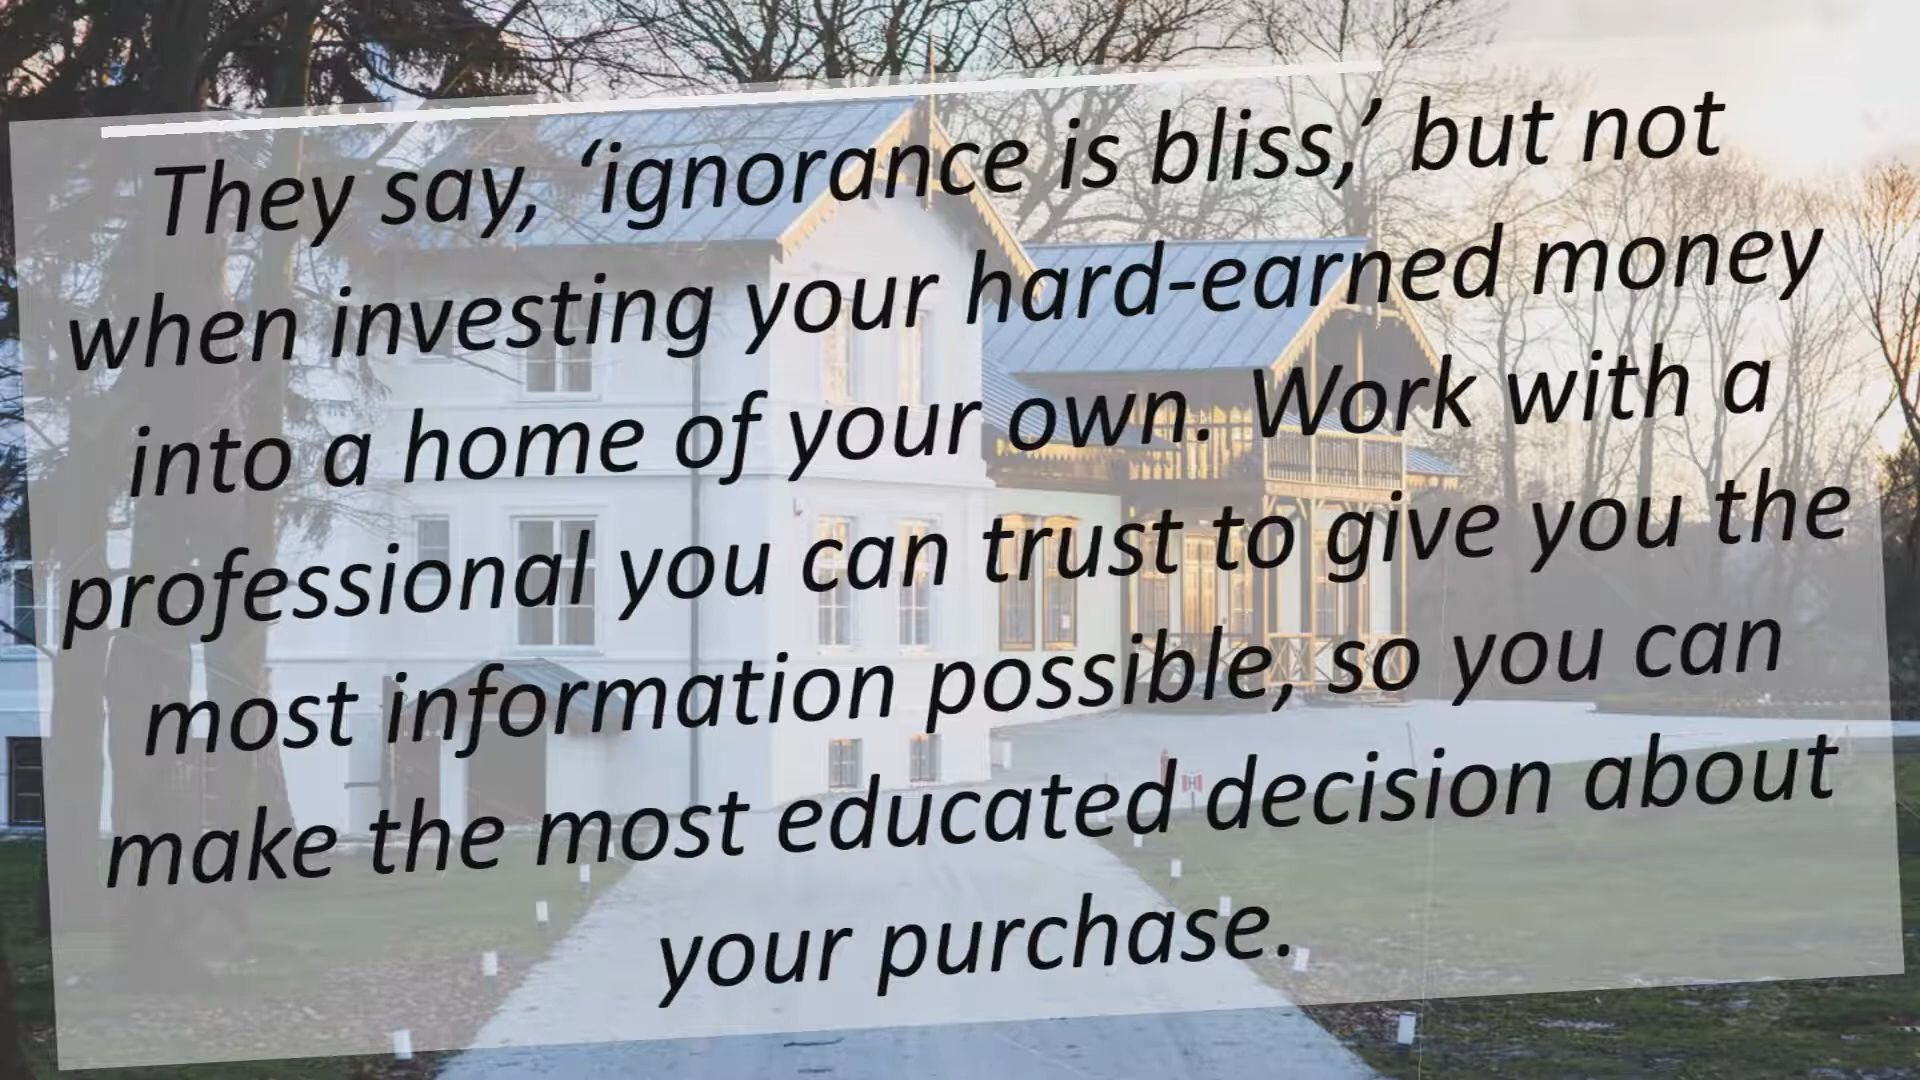 They say, ‘ignorance is bliss,’ but not
when investing your hard-earned money
into a home of your own. Work with a
professional you can trust to give you the
most information possible, so you can
make the most educated decision about
your purchase.